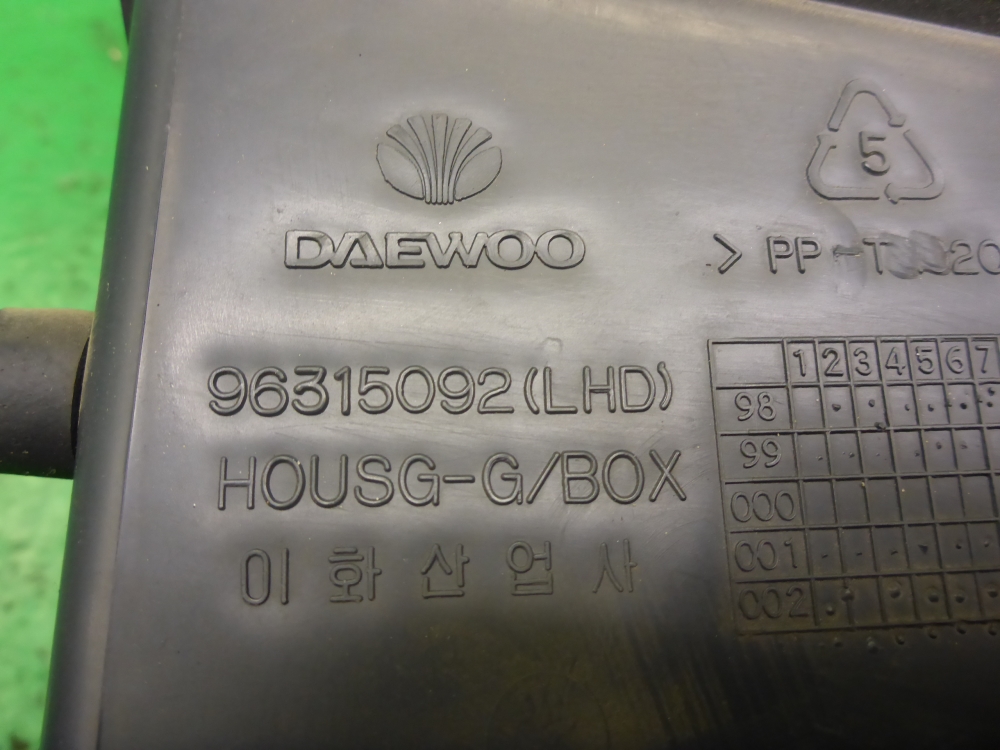 5
DAEWOO
> PP-T 20
96315092(LHD)
HOUSG-G/BOX
이 화 산 업 사
1 2 3 4 5 6 7
98
99
000
001
002